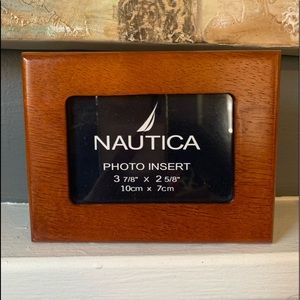 NAUTICA
PHOTO INSERT
3 7/8" x 2 5/8"
10cm x 7cm